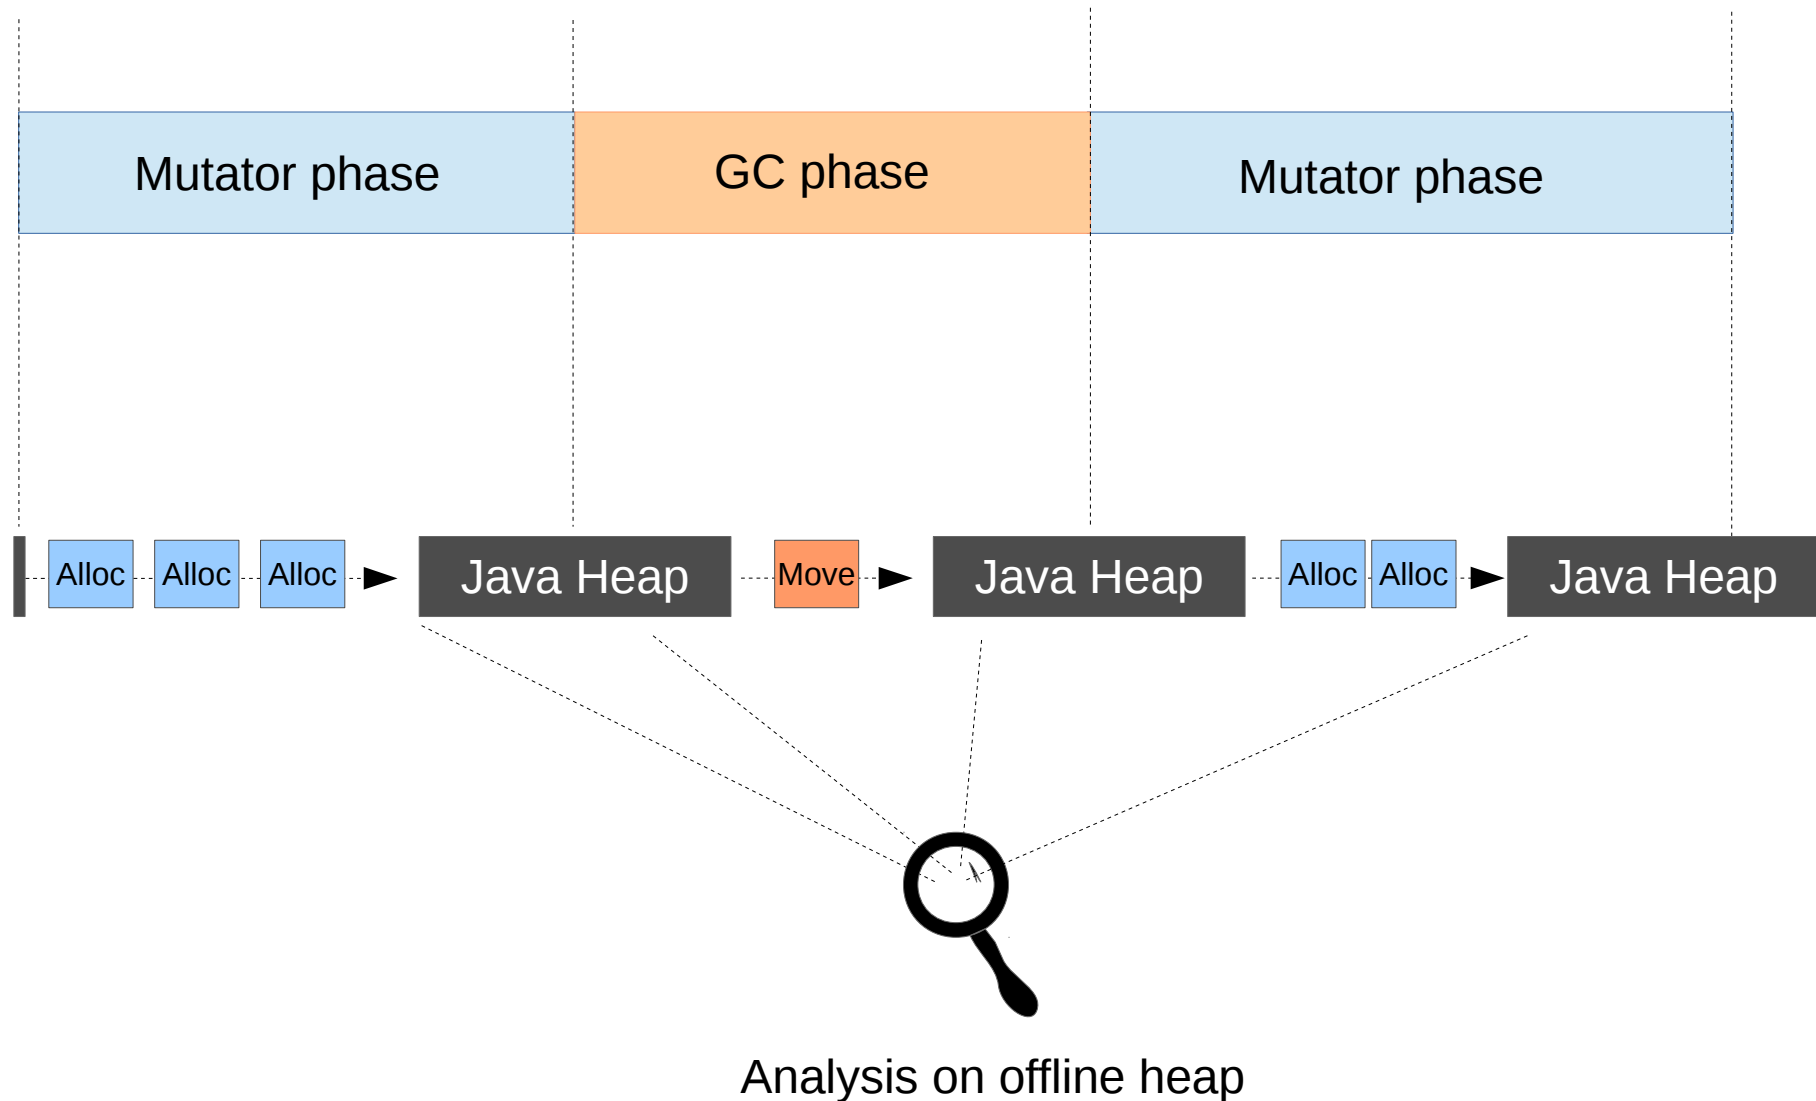 Mutator phase
GC phase
Mutator phase
Alloc
Alloc
Alloc
Java Heap
Move
Java Heap
Alloc
Alloc
Java Heap
Analysis on offline heap